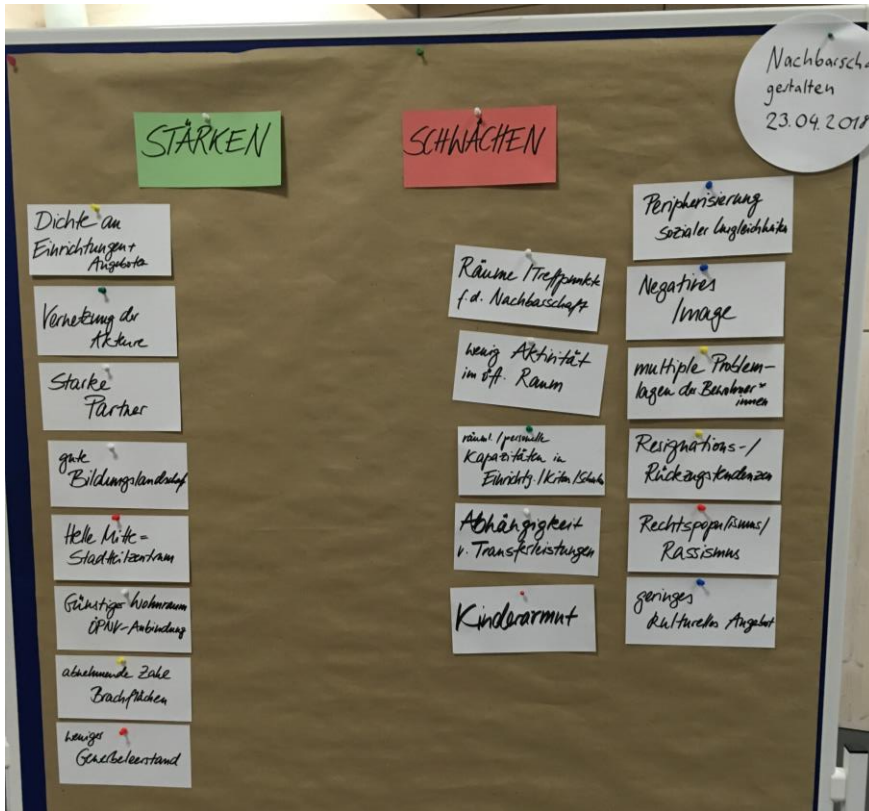 Nachbarscha
gestalten
23.04.2018
STÄRKEN
SCHWÄCHEN
Dichte an
Einrichtungen +
Angeboten
Vernetzung der
Akteure
Starke
Partner
gute
Bildungslandschaf
Helle Mitte =
Stadtteilzentrum
Günstiger Wohnraum
ÖPNV-Anbindung
abnehmende Zahl
Brachflächen
weniger
Gewerbeleerstand
Räume / Treffpunkte
f. d. Nachbarschaft
wenig Aktivität
im öff. Raum
räuml. / personelle
Kapazitäten in
Einrichtg. / Kitas / Schulen
Abhängigkeit
v. Transferleistungen
Kinderarmut
Peripherisierung
sozialer Ungleichheiten
Negatives
Image
multiple Problem-
lagen der Bewohner*
innen
Resignations- /
Rückzugstendenzen
Rechtspopulismus /
Rassismus
geringes
kulturelles Angebot